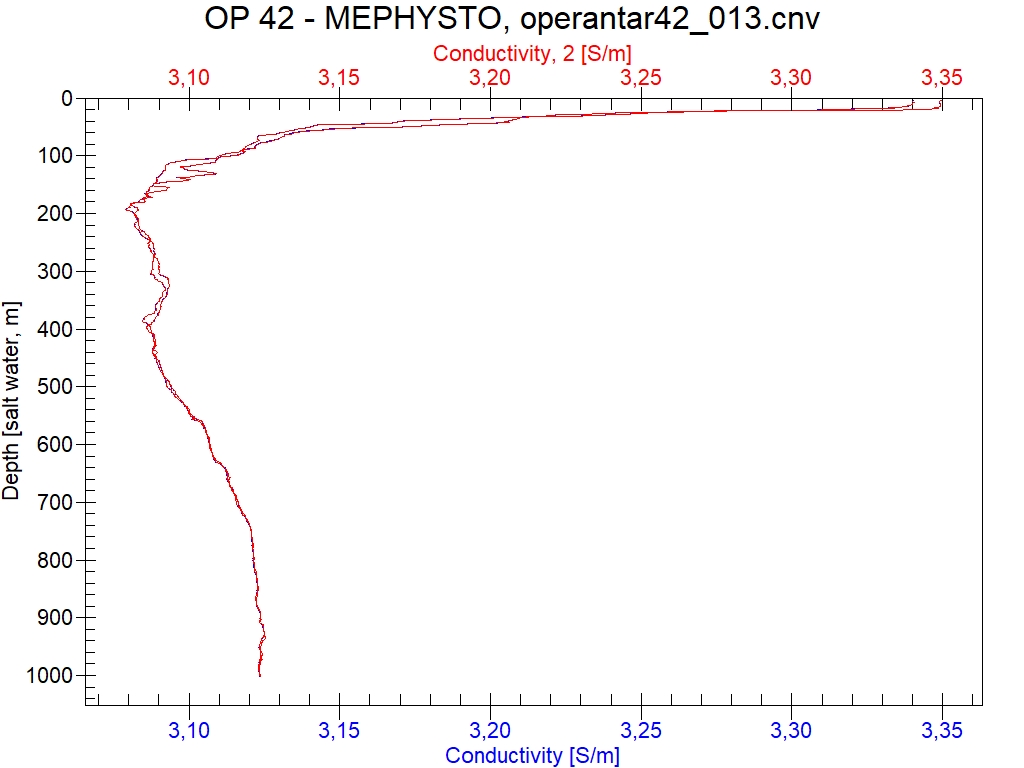 OP 42 - MEPHYSTO, operantar42_013.cnv
Conductivity, 2 [S/m]
3,10 3,15 3,20 3,25 3,30 3,35
0
100
200
300
400
500
600
700
800
900
1000
Depth [salt water, m]
3,10 3,15 3,20 3,25 3,30 3,35
Conductivity [S/m]